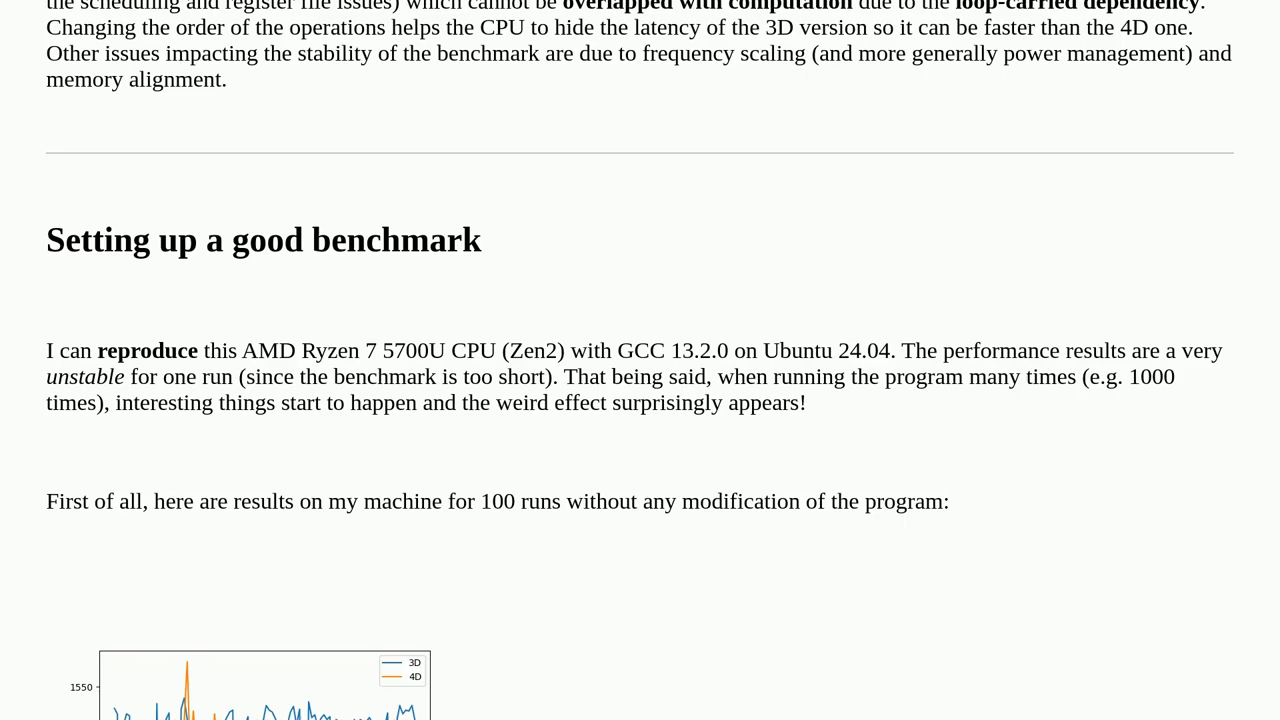 the scheduling and register file issues) which cannot be overlapped with computation due to the loop-carried dependency.
Changing the order of the operations helps the CPU to hide the latency of the 3D version so it can be faster than the 4D one.
Other issues impacting the stability of the benchmark are due to frequency scaling (and more generally power management) and
memory alignment.
Setting up a good benchmark
I can reproduce this AMD Ryzen 7 5700U CPU (Zen2) with GCC 13.2.0 on Ubuntu 24.04. The performance results are a very
unstable for one run (since the benchmark is too short). That being said, when running the program many times (e.g. 1000
times), interesting things start to happen and the weird effect surprisingly appears!
First of all, here are results on my machine for 100 runs without any modification of the program:
3D
4D
1550